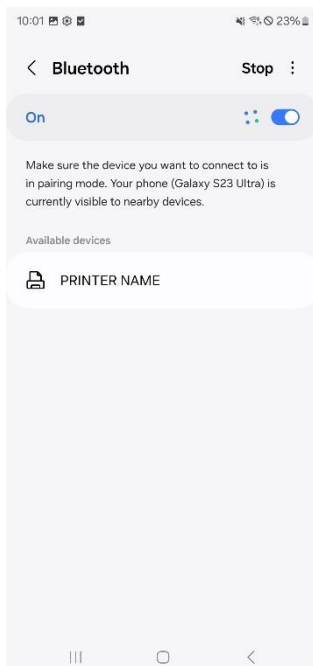 10:01 23%
Bluetooth Stop
On
Make sure the device you want to connect to is
in pairing mode. Your phone (Galaxy S23 Ultra) is
currently visible to nearby devices.
Available devices
PRINTER NAME